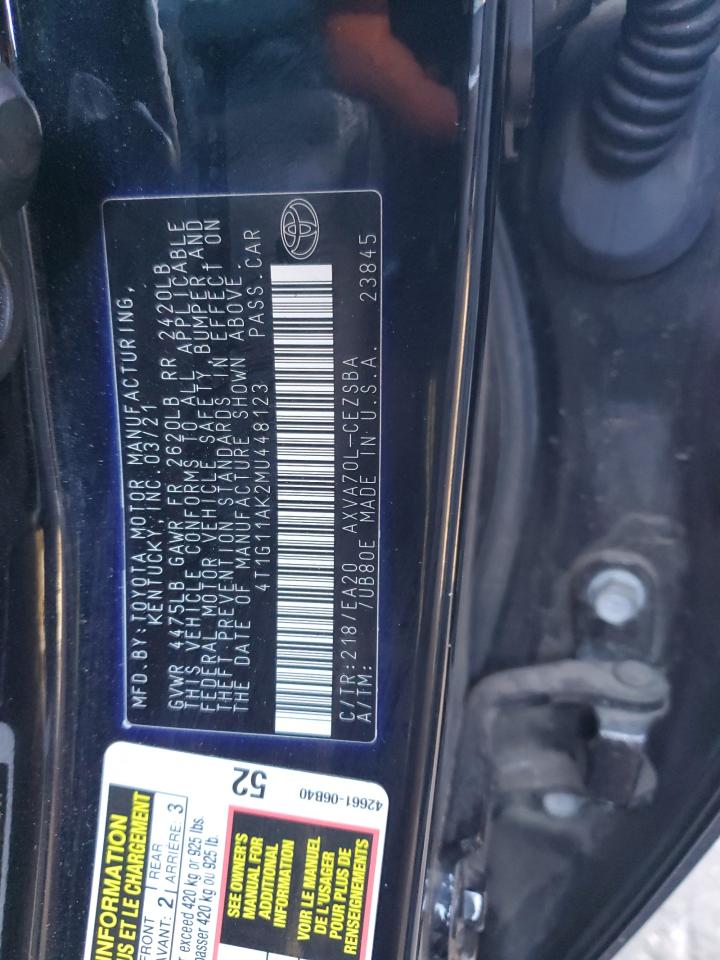 MFD.BY:TOYOTA MOTOR MANUFACTURING,
KENTUCKY,INC.03/21
GVWR 4475LB GAWR FR 2620LB RR 2420LB
THIS VEHICLE CONFORMS TO ALL APPLICABLE
FEDERAL MOTOR VEHICLE SAFETY,BUMPER,AND
THEFT PREVENTION STANDARDS IN EFFECT ON
THE DATE OF MANUFACTURE SHOWN ABOVE.
4T1G11AK2MU448123 PASS.CAR
C/TR:218/EA20 AXVA70L-CEZSBA
A/TM: /UB80E MADE IN U.S.A. 23845
INFORMATION
US ET LE CHARGEMENT
FRONT REAR
AVANT: 2 ARRIÈRE: 3
exceed 420 kg or 925 lbs.
passer 420 kg ou 925 lb.
SEE OWNER'S
MANUAL FOR
ADDITIONAL
INFORMATION
VOIR LE MANUEL
DE L'USAGER
POUR PLUS DE
RENSEIGNEMENTS
52
42661-06B40